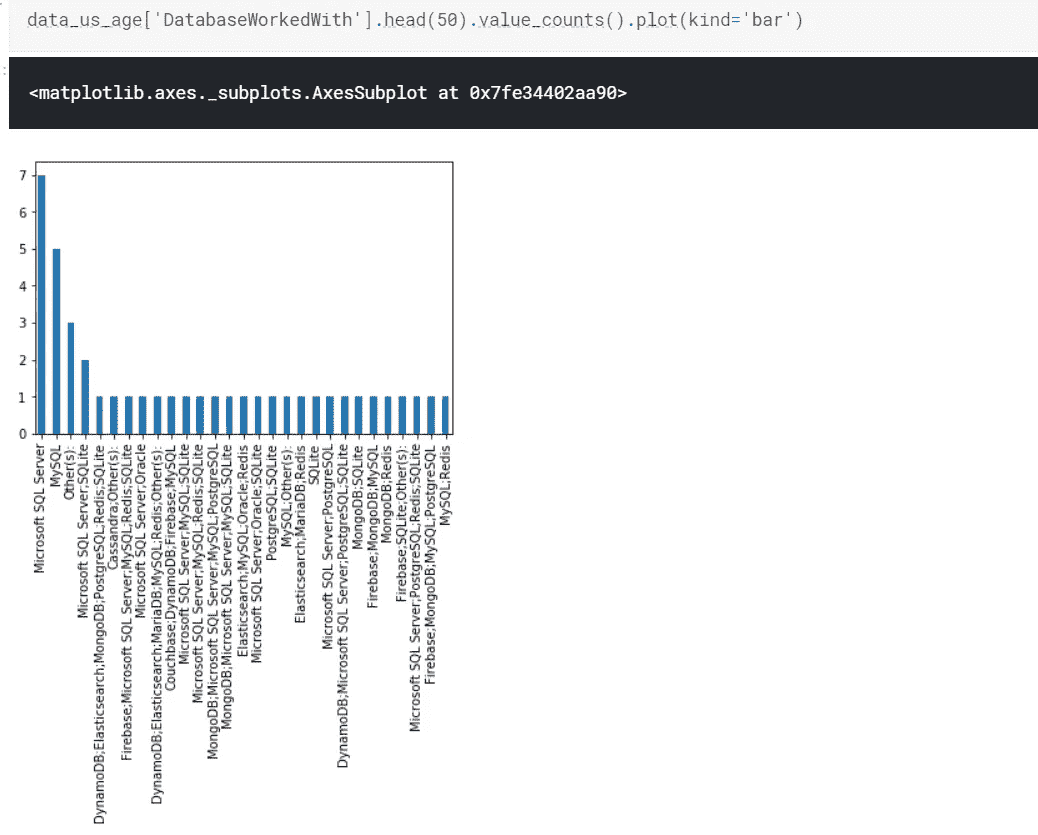 data_us_age['DatabaseWorkedWith'].head(50).value_counts().plot(kind='bar')
<matplotlib.axes._subplots.AxesSubplot at 0x7fe34402aa90>
7
6
5
4
3
2
1
0
Microsoft SQL Server
MySQL
Other(s):
Microsoft SQL Server;SQLite
DynamoDB;Elasticsearch;MongoDB;PostgreSQL;Redis;SQLite
Cassandra;Other(s):
Firebase;Microsoft SQL Server;MySQL;Redis;SQLite
Microsoft SQL Server;Oracle
DynamoDB;Elasticsearch;MariaDB;MySQL;Redis;Other(s):
Couchbase;DynamoDB;Firebase;MySQL
Microsoft SQL Server;MySQL;SQLite
Microsoft SQL Server;MySQL;Redis;SQLite
MongoDB;Microsoft SQL Server;MySQL;PostgreSQL
MongoDB;Microsoft SQL Server;MySQL;SQLite
Elasticsearch;MySQL;Oracle;Redis
Microsoft SQL Server;Oracle;SQLite
PostgreSQL;SQLite
MySQL;Other(s):
Elasticsearch;MariaDB;Redis
SQLite
Microsoft SQL Server;PostgreSQL
DynamoDB;Microsoft SQL Server;PostgreSQL;SQLite
MongoDB;SQLite
Firebase;MongoDB;MySQL
MongoDB;Redis
Firebase;SQLite;Other(s):
Microsoft SQL Server;PostgreSQL;Redis;SQLite
Firebase;MongoDB;MySQL;PostgreSQL
MySQL;Redis